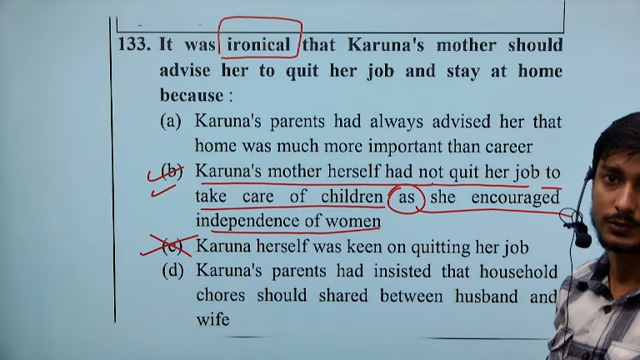 133. It was ironical that Karuna's mother should
advise her to quit her job and stay at home
because :
(a) Karuna's parents had always advised her that
home was much more important than career
(b) Karuna's mother herself had not quit her job to
take care of children as she encouraged
independence of women
(c) Karuna herself was keen on quitting her job
(d) Karuna's parents had insisted that household
chores should shared between husband and
wife